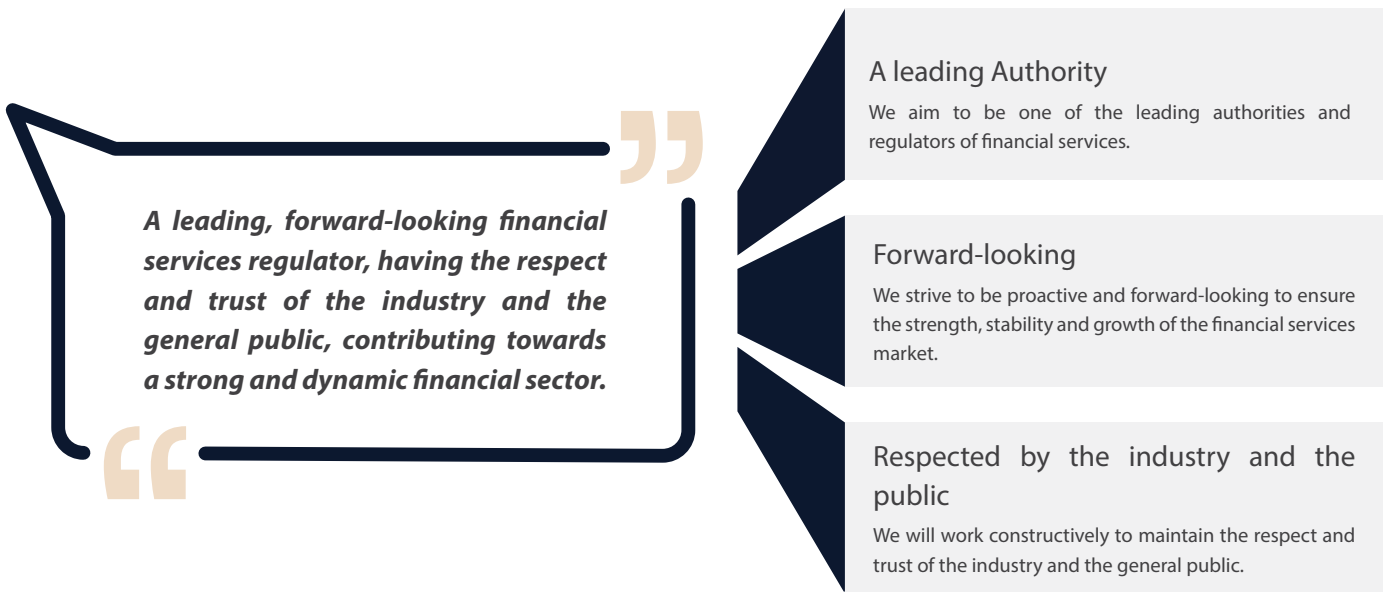 A leading, forward-looking financial
services regulator, having the respect
and trust of the industry and the
general public, contributing towards
a strong and dynamic financial sector.
A leading Authority
We aim to be one of the leading authorities and
regulators of financial services.
Forward-looking
We strive to be proactive and forward-looking to ensure
the strength, stability and growth of the financial services
market.
Respected by the industry and the
public
We will work constructively to maintain the respect and
trust of the industry and the general public.